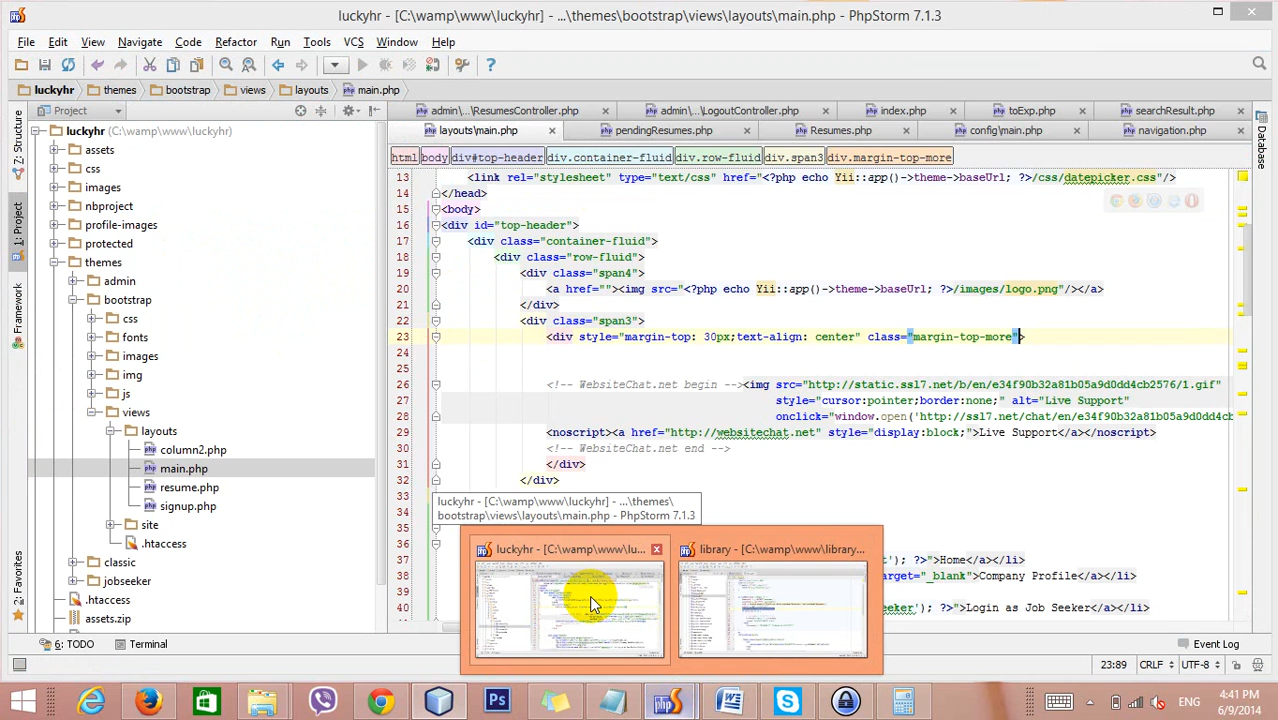 luckyhr - [C:\wamp\www\luckyhr] - ...\themes\bootstrap\views\layouts\main.php - PhpStorm 7.1.3
File Edit View Navigate Code Refactor Run Tools VCS Window Help
luckyhr themes bootstrap views layouts main.php
Project
admin\...\ResumesController.php admin\...\LogoutController.php index.php toExp.php searchResult.php
layouts\main.php pendingResumes.php Resumes.php config\main.php navigation.php
html body div#top-header div.container-fluid div.row-fluid div.span3 div.margin-top-more
Z: Structure
1: Project
Framework
2: Favorites
Database
luckyhr (C:\wamp\www\luckyhr)
assets
css
images
nbproject
profile-images
protected
themes
admin
bootstrap
css
fonts
images
img
js
views
layouts
column2.php
main.php
resume.php
signup.php
site
.htaccess
classic
jobseeker
.htaccess
assets.zip
13 <link rel="stylesheet" type="text/css" href="<?php echo Yii::app()->theme->baseUrl; ?>/css/datepicker.css"/>
14 </head>
15 <body>
16 <div id="top-header">
17 <div class="container-fluid">
18 <div class="row-fluid">
19 <div class="span4">
20 <a href=""><img src="<?php echo Yii::app()->theme->baseUrl; ?>/images/logo.png"/></a>
21 </div>
22 <div class="span3">
23 <div style="margin-top: 30px;text-align: center" class="margin-top-more">
24
25
26 <!-- WebsiteChat.net begin --><img src="http://static.ssl7.net/b/en/e34f90b32a81b05a9d0dd4cb2576/1.gif"
27 style="cursor:pointer;border:none;" alt="Live Support"
28 onclick="window.open('http://ssl7.net/chat/en/e34f90b32a81b05a9d0dd4cb
29 <noscript><a href="http://websitechat.net" style="display:block;">Live Support</a></noscript>
30 <!-- WebsiteChat.net end -->
31 </div>
32 </div>
33
34
35
36
37 '); ?>">Home</a></li>
38 target="_blank">Company Profile</a></li>
39
40 eeker'); ?>">Login as Job Seeker</a></li>
luckyhr - [C:\wamp\www\luckyhr] - ...\themes\
bootstrap\views\layouts\main.php - PhpStorm 7.1.3
luckyhr - [C:\wamp\www\lu... library - [C:\wamp\www\library...
6: TODO Terminal Event Log
23:89 CRLF UTF-8
Ps
ENG
4:41 PM
6/9/2014